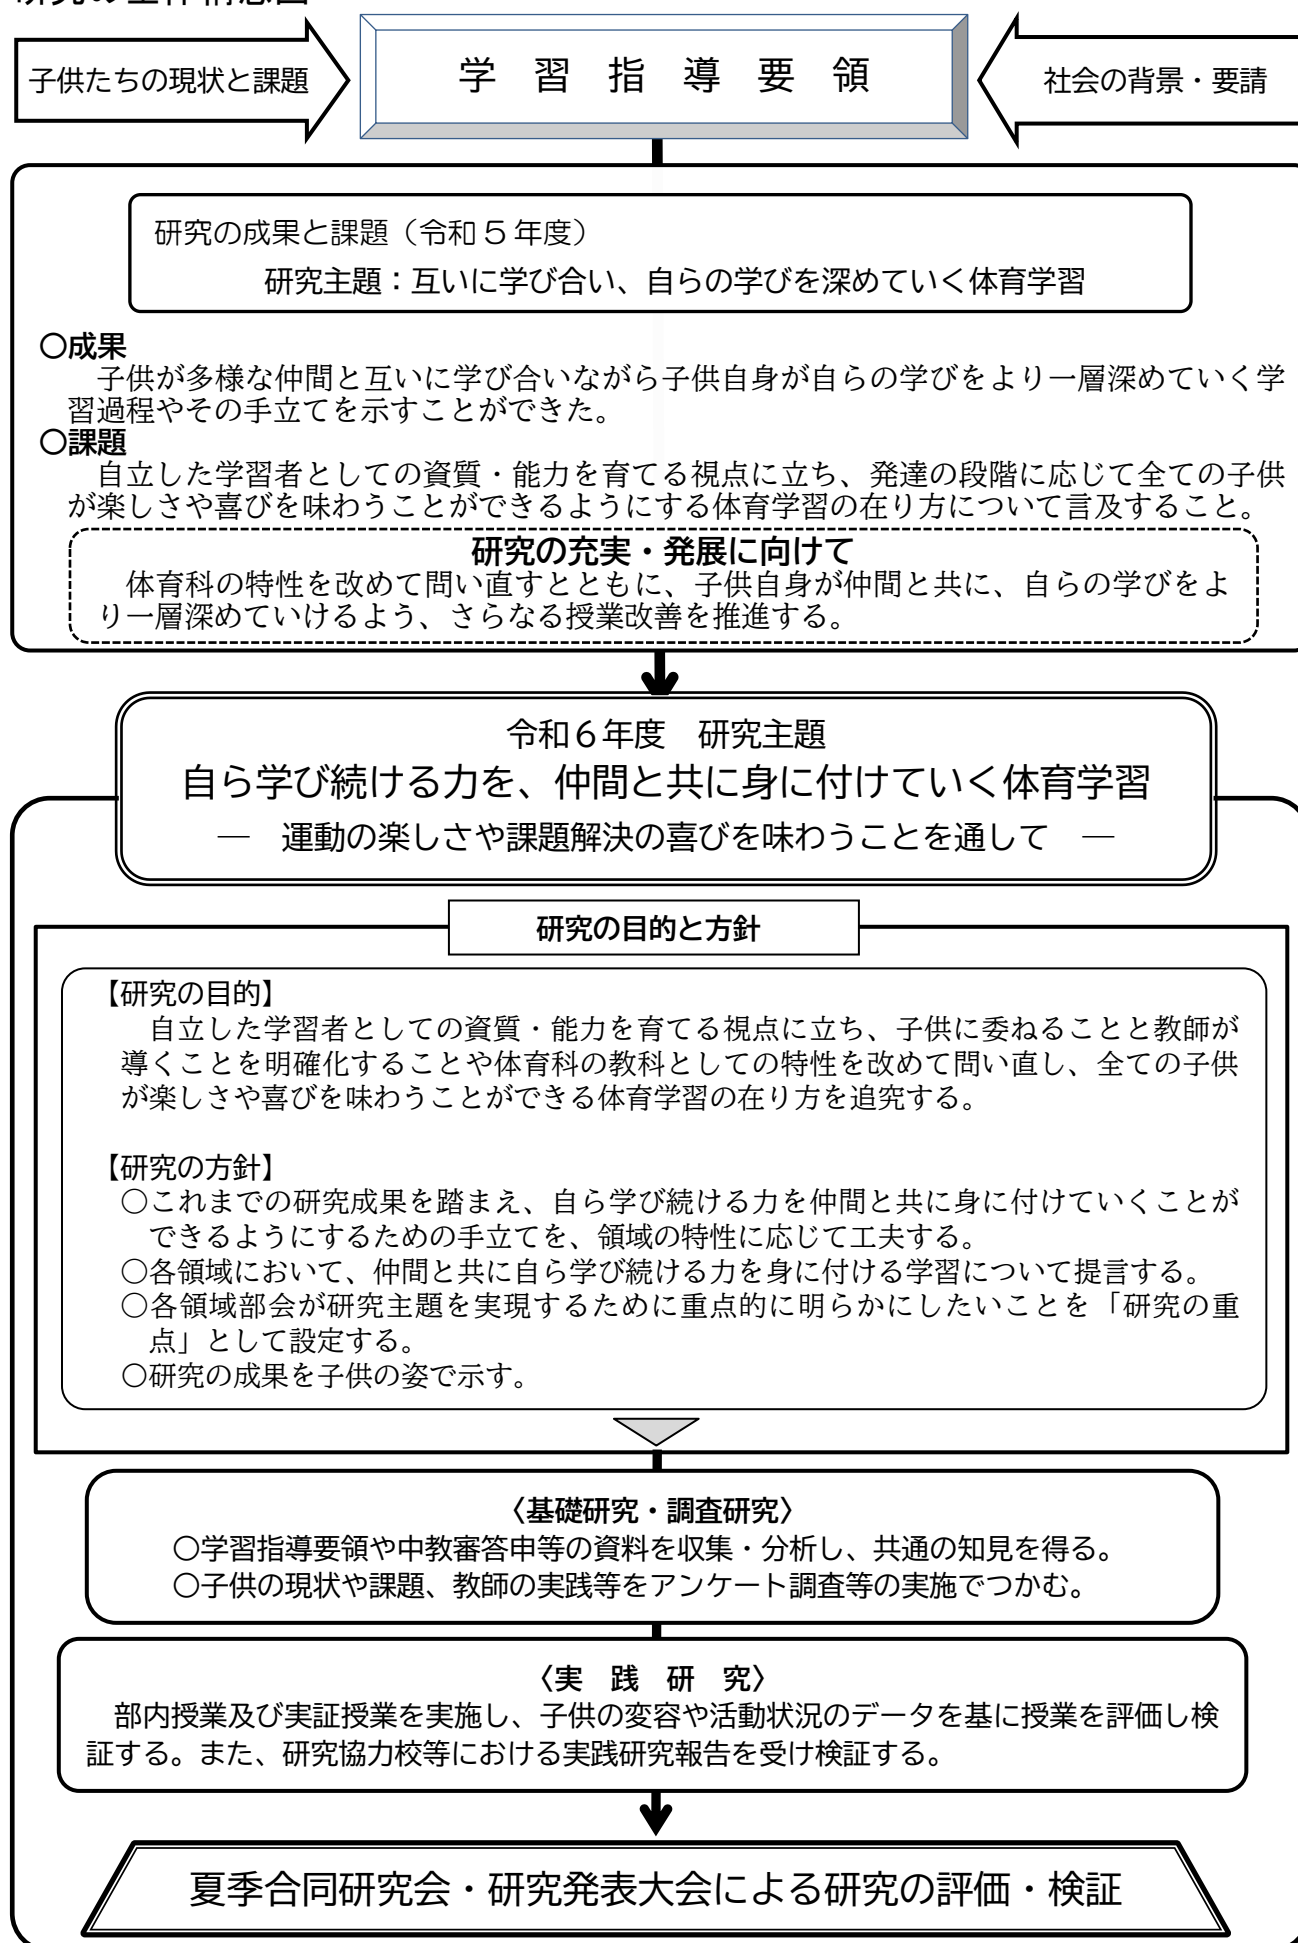 子供たちの現状と課題
学 習 指 導 要 領
社会の背景・要請
研究の成果と課題（令和５年度）
研究主題：互いに学び合い、自らの学びを深めていく体育学習
○成果
子供が多様な仲間と互いに学び合いながら子供自身が自らの学びをより一層深めていく学
習過程やその手立てを示すことができた。
○課題
自立した学習者としての資質・能力を育てる視点に立ち、発達の段階に応じて全ての子供
が楽しさや喜びを味わうことができるようにする体育学習の在り方について言及すること。
研究の充実・発展に向けて
体育科の特性を改めて問い直すとともに、子供自身が仲間と共に、自らの学びをよ
り一層深めていけるよう、さらなる授業改善を推進する。
令和６年度　研究主題
自ら学び続ける力を、仲間と共に身に付けていく体育学習
―　運動の楽しさや課題解決の喜びを味わうことを通して　―
研究の目的と方針
【研究の目的】
自立した学習者としての資質・能力を育てる視点に立ち、子供に委ねることと教師が
導くことを明確化することや体育科の教科としての特性を改めて問い直し、全ての子供
が楽しさや喜びを味わうことができる体育学習の在り方を追究する。
【研究の方針】
○これまでの研究成果を踏まえ、自ら学び続ける力を仲間と共に身に付けていくことが
できるようにするための手立てを、領域の特性に応じて工夫する。
○各領域において、仲間と共に自ら学び続ける力を身に付ける学習について提言する。
○各領域部会が研究主題を実現するために重点的に明らかにしたいことを「研究の重
点」として設定する。
○研究の成果を子供の姿で示す。
〈基礎研究・調査研究〉
○学習指導要領や中教審答申等の資料を収集・分析し、共通の知見を得る。
○子供の現状や課題、教師の実践等をアンケート調査等の実施でつかむ。
〈実　践　研　究〉
部内授業及び実証授業を実施し、子供の変容や活動状況のデータを基に授業を評価し検
証する。また、研究協力校等における実践研究報告を受け検証する。
夏季合同研究会・研究発表大会による研究の評価・検証